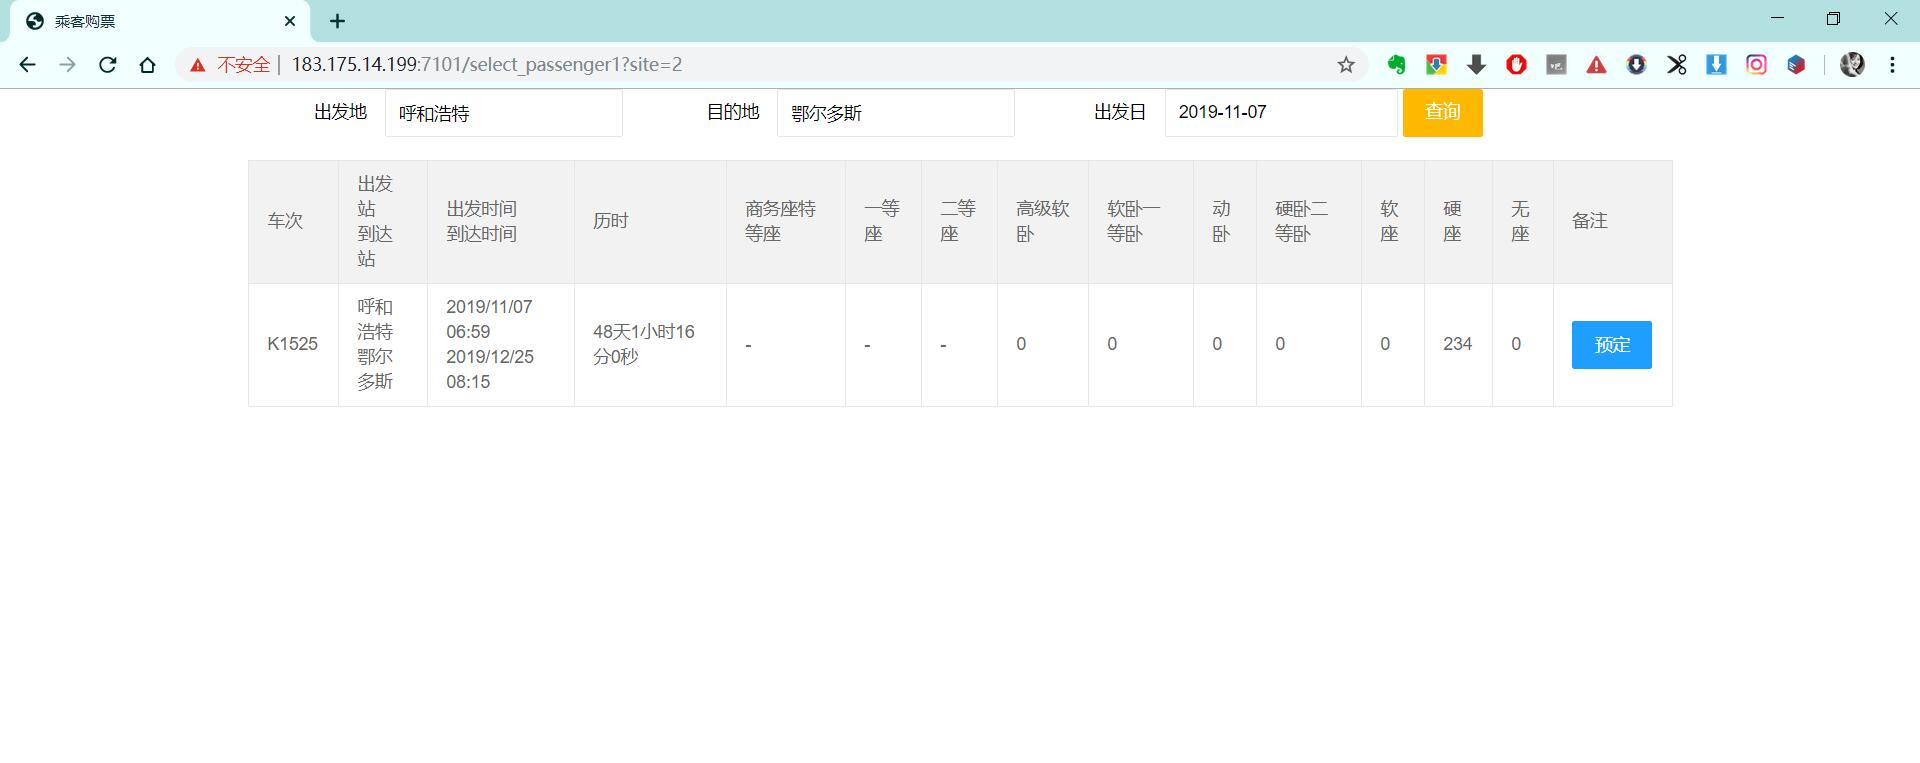 乘客购票
不安全 | 183.175.14.199:7101/select_passenger1?site=2
出发地 呼和浩特 目的地 鄂尔多斯 出发日 2019-11-07 查询
车次
出发
站
到达
站
出发时间
到达时间
历时
商务座特
等座
一等
座
二等
座
高级软
卧
软卧一
等卧
动
卧
硬卧二
等卧
软
座
硬
座
无
座
备注
K1525
呼和
浩特
鄂尔
多斯
2019/11/07
06:59
2019/12/25
08:15
48天1小时16
分0秒
-
-
-
0
0
0
0
0
234
0
预定